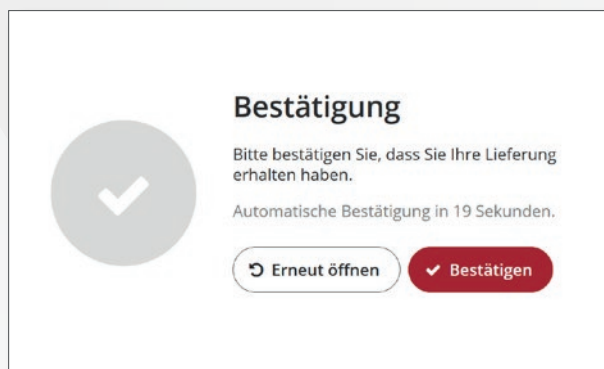 Bestätigung
Bitte bestätigen Sie, dass Sie Ihre Lieferung
erhalten haben.
Automatische Bestätigung in 19 Sekunden.
Erneut öffnen
Bestätigen